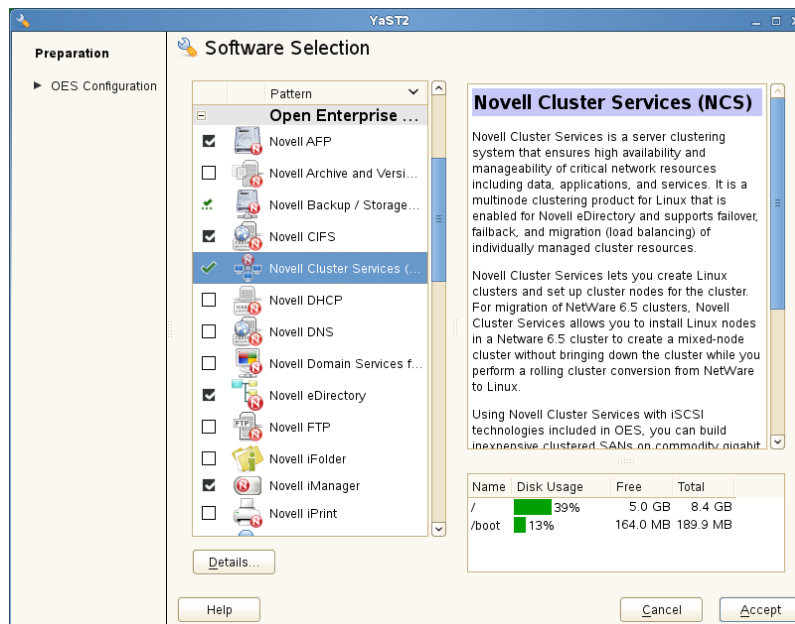 YaST2
Preparation
OES Configuration
Software Selection
Pattern
Open Enterprise ...
Novell AFP
Novell Archive and Versi...
Novell Backup / Storage...
Novell CIFS
Novell Cluster Services (...
Novell DHCP
Novell DNS
Novell Domain Services f...
Novell eDirectory
Novell FTP
Novell iFolder
Novell iManager
Novell iPrint
Details...
Novell Cluster Services (NCS)
Novell Cluster Services is a server clustering
system that ensures high availability and
manageability of critical network resources
including data, applications, and services. It is a
multinode clustering product for Linux that is
enabled for Novell eDirectory and supports failover,
failback, and migration (load balancing) of
individually managed cluster resources.
Novell Cluster Services lets you create Linux
clusters and set up cluster nodes for the cluster.
For migration of NetWare 6.5 clusters, Novell
Cluster Services allows you to install Linux nodes
in a Netware 6.5 cluster to create a mixed-node
cluster without bringing down the cluster while you
perform a rolling cluster conversion from NetWare
to Linux.
Using Novell Cluster Services with iSCSI
technologies included in OES, you can build
inexpensive clustered SANs on commodity gigabit
Name Disk Usage Free Total
/ 39% 5.0 GB 8.4 GB
/boot 13% 164.0 MB 189.9 MB
Help
Cancel
Accept